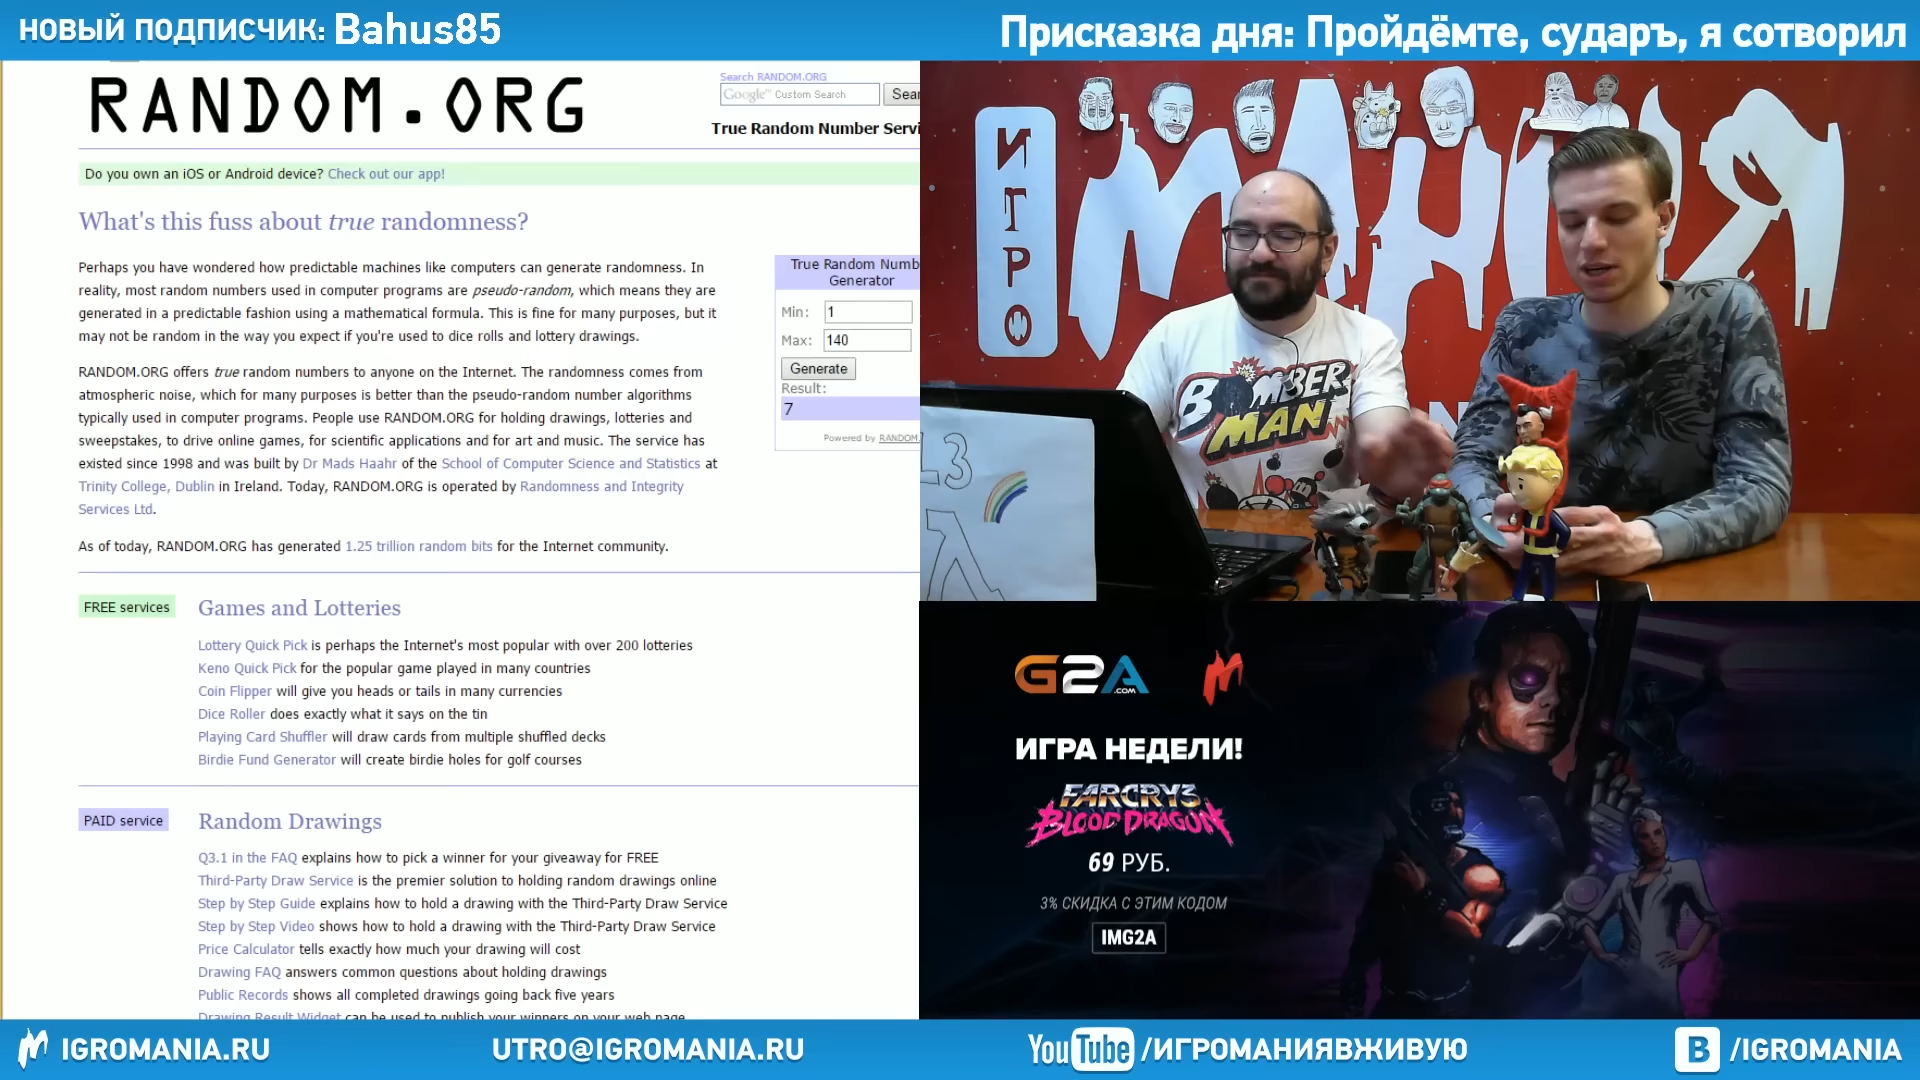 НОВЫЙ ПОДПИСЧИК: Bahus85
Присказка дня: Пройдёмте, сударъ, я сотворил
RANDOM.ORG
Search RANDOM.ORG
Google™ Custom Search
True Random Number Servi
Do you own an iOS or Android device? Check out our app!
What's this fuss about true randomness?
Perhaps you have wondered how predictable machines like computers can generate randomness. In
reality, most random numbers used in computer programs are pseudo-random, which means they are
generated in a predictable fashion using a mathematical formula. This is fine for many purposes, but it
may not be random in the way you expect if you're used to dice rolls and lottery drawings.
RANDOM.ORG offers true random numbers to anyone on the Internet. The randomness comes from
atmospheric noise, which for many purposes is better than the pseudo-random number algorithms
typically used in computer programs. People use RANDOM.ORG for holding drawings, lotteries and
sweepstakes, to drive online games, for scientific applications and for art and music. The service has
existed since 1998 and was built by Dr Mads Haahr of the School of Computer Science and Statistics at
Trinity College, Dublin in Ireland. Today, RANDOM.ORG is operated by Randomness and Integrity
Services Ltd.
As of today, RANDOM.ORG has generated 1.25 trillion random bits for the Internet community.
True Random Numb
Generator
Min: 1
Max: 140
Generate
Result:
7
Powered by RANDOM.
FREE services
Games and Lotteries
Lottery Quick Pick is perhaps the Internet's most popular with over 200 lotteries
Keno Quick Pick for the popular game played in many countries
Coin Flipper will give you heads or tails in many currencies
Dice Roller does exactly what it says on the tin
Playing Card Shuffler will draw cards from multiple shuffled decks
Birdie Fund Generator will create birdie holes for golf courses
PAID service
Random Drawings
Q3.1 in the FAQ explains how to pick a winner for your giveaway for FREE
Third-Party Draw Service is the premier solution to holding random drawings online
Step by Step Guide explains how to hold a drawing with the Third-Party Draw Service
Step by Step Video shows how to hold a drawing with the Third-Party Draw Service
Price Calculator tells exactly how much your drawing will cost
Drawing FAQ answers common questions about holding drawings
Public Records shows all completed drawings going back five years
Drawing Result Widget can be used to publish your winners on your web page
ИГРО
МАНИЯ
BOMBER
MAN
L3
G2A.COM
ИГРА НЕДЕЛИ!
FARCRY3
BLOOD DRAGON
69 РУБ.
3% СКИДКА С ЭТИМ КОДОМ
IMG2A
IGROMANIA.RU
UTRO@IGROMANIA.RU
YouTube /ИГРОМАНИЯВЖИВУЮ
B /IGROMANIA